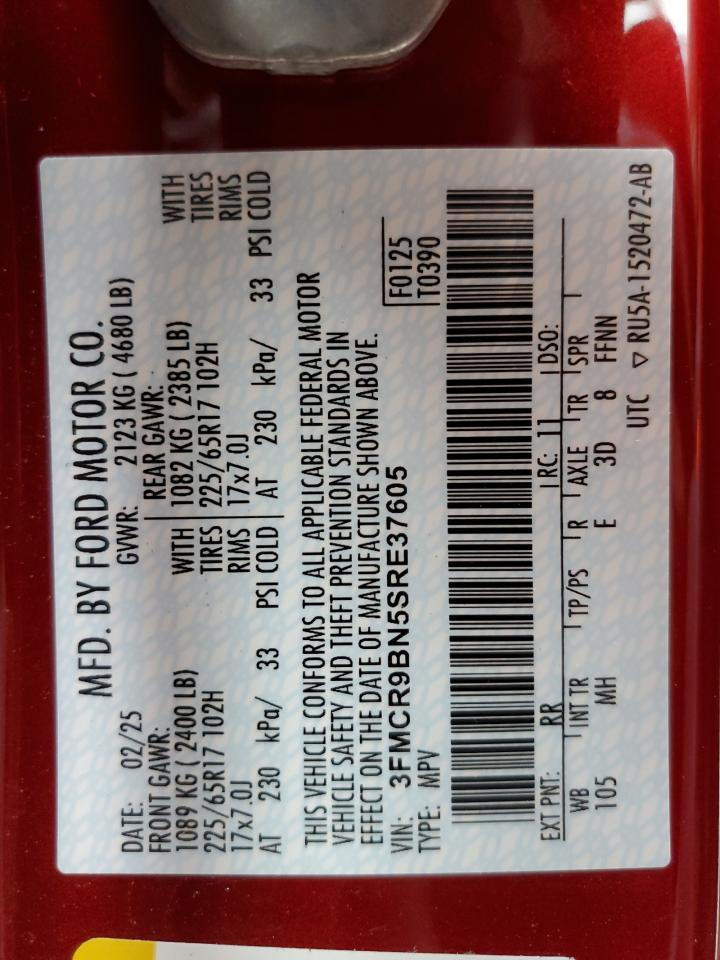 MFD. BY FORD MOTOR CO.
DATE: 02/25 GVWR: 2123 KG ( 4680 LB)
FRONT GAWR: REAR GAWR:
1089 KG ( 2400 LB) WITH 1082 KG ( 2385 LB) WITH
225/65R17 102H TIRES 225/65R17 102H TIRES
17x7.0J RIMS 17x7.0J RIMS
AT 230 kPa/ 33 PSI COLD AT 230 kPa/ 33 PSI COLD
THIS VEHICLE CONFORMS TO ALL APPLICABLE FEDERAL MOTOR
VEHICLE SAFETY AND THEFT PREVENTION STANDARDS IN
EFFECT ON THE DATE OF MANUFACTURE SHOWN ABOVE.
VIN: 3FMCR9BN5SRE37605 F0125
TYPE: MPV T0390
EXT PNT: RR RC: 11 DSO:
WB INT TR TP/PS R AXLE TR SPR
105 MH E 3D 8 FFNN
UTC ▽ RU5A-1520472-AB